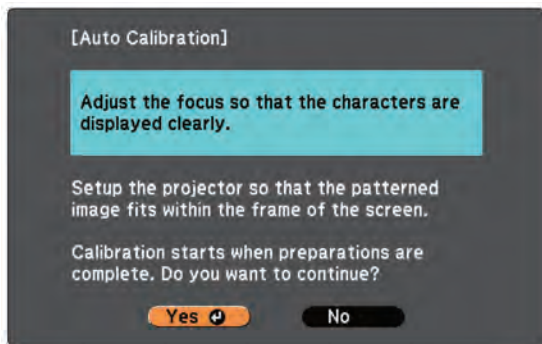 [Auto Calibration]
Adjust the focus so that the characters are
displayed clearly.
Setup the projector so that the patterned
image fits within the frame of the screen.
Calibration starts when preparations are
complete. Do you want to continue?
Yes
No